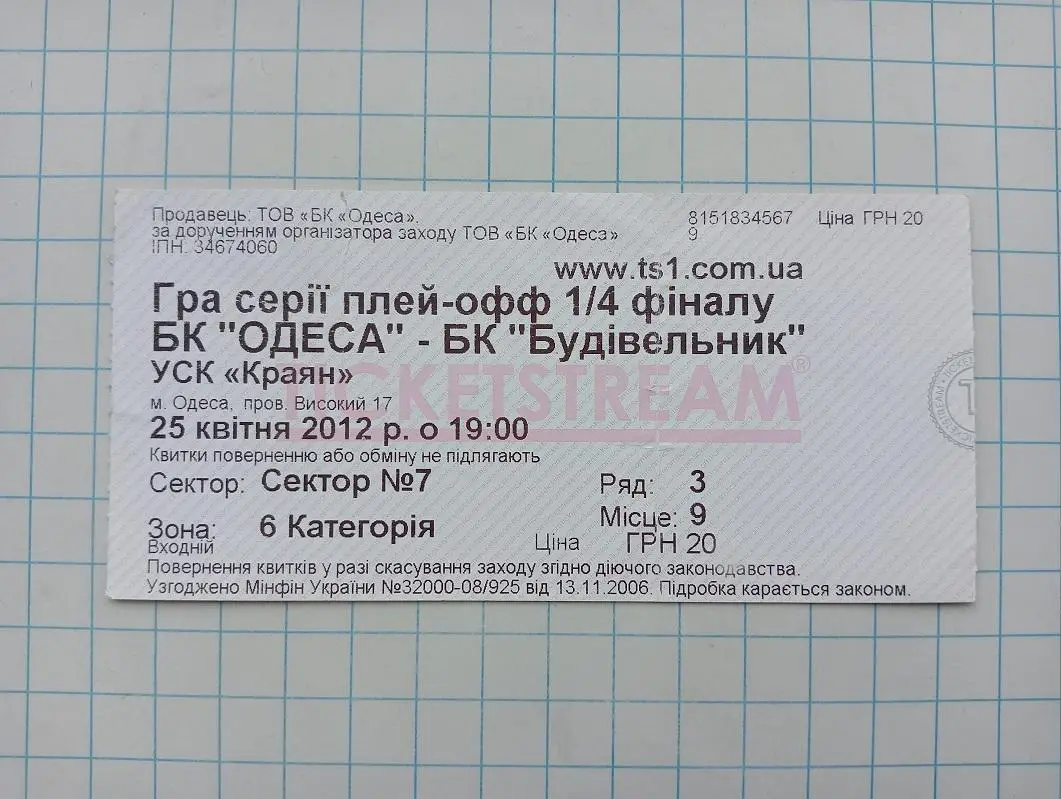 Продавець: ТОВ «БК «Одеса».
за дорученням організатора заходу ТОВ «БК «Одеса»
ІПН: 34674060
8151834567
9
Ціна ГРН 20
www.ts1.com.ua
Гра серії плей-офф 1/4 фіналу
БК "ОДЕСА" - БК "Будівельник"
УСК «Краян»
TICKETSTREAM®
м. Одеса, пров. Високий 17
25 квітня 2012 р. о 19:00
Квитки поверненню або обміну не підлягають
Сектор: Сектор №7
Ряд: 3
Місце: 9
Зона: 6 Категорія
Входній
Ціна ГРН 20
Повернення квитків у разі скасування заходу згідно діючого законодавства.
Узгоджено Мінфін України №32000-08/925 від 13.11.2006. Підробка карається законом.